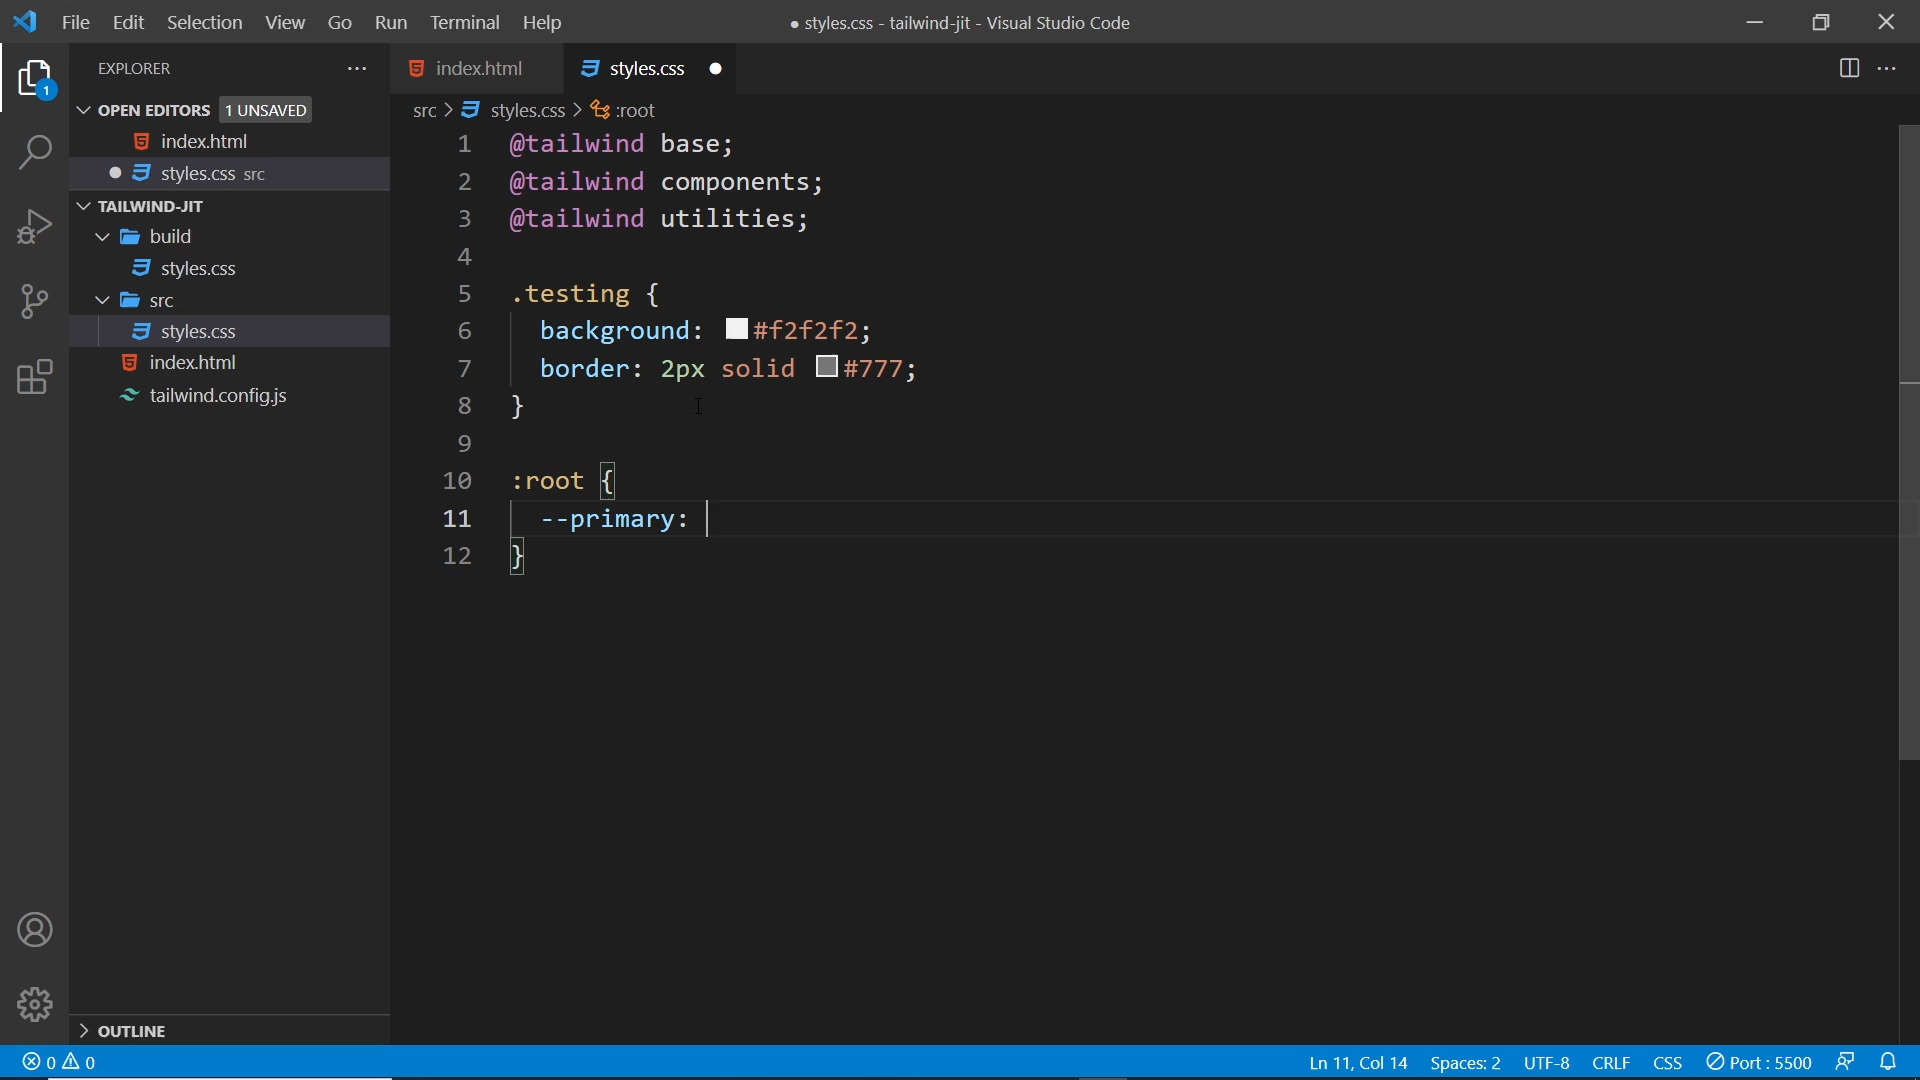 File Edit Selection View Go Run Terminal Help
● styles.css - tailwind-jit - Visual Studio Code
EXPLORER
index.html
styles.css
1
OPEN EDITORS 1 UNSAVED
index.html
styles.css src
TAILWIND-JIT
build
styles.css
src
styles.css
index.html
tailwind.config.js
OUTLINE
src > styles.css > :root
1 @tailwind base;
2 @tailwind components;
3 @tailwind utilities;
4
5 .testing {
6 background: #f2f2f2;
7 border: 2px solid #777;
8 }
9
10 :root {
11 --primary:
12 }
0 0
Ln 11, Col 14 Spaces: 2 UTF-8 CRLF CSS Port : 5500